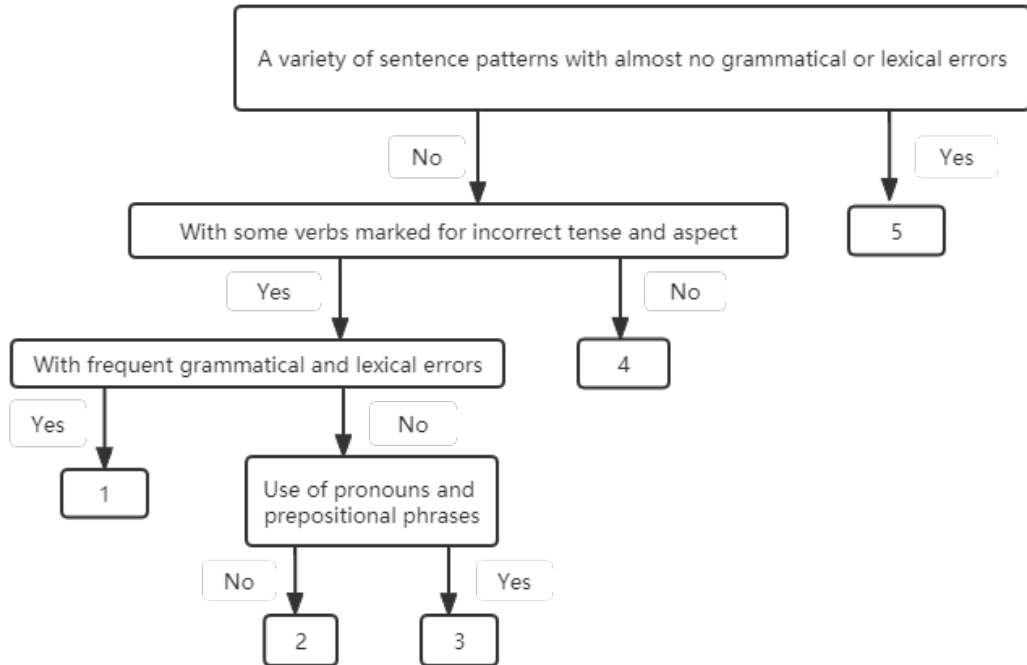 A variety of sentence patterns with almost no grammatical or lexical errors
No
Yes
With some verbs marked for incorrect tense and aspect
5
Yes
No
With frequent grammatical and lexical errors
4
Yes
No
1
Use of pronouns and
prepositional phrases
No
Yes
2
3